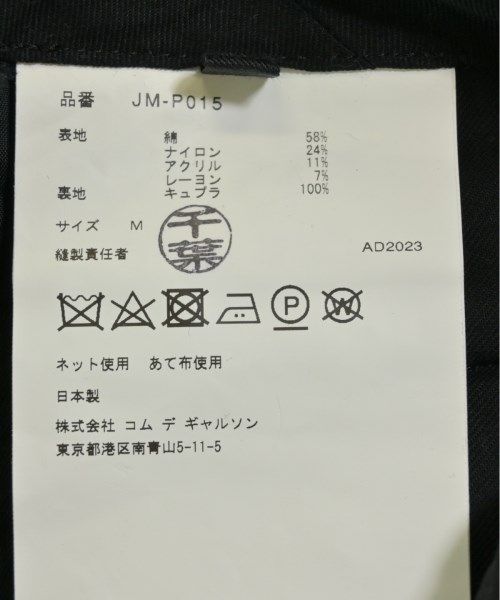 品番 JM-P015
表地 綿 58%
ナイロン 24%
アクリル 11%
レーヨン 7%
裏地 キュプラ 100%
サイズ M
千葉
縫製責任者
AD2023
P W
ネット使用 あて布使用
日本製
株式会社 コム デ ギャルソン
東京都港区南青山5-11-5